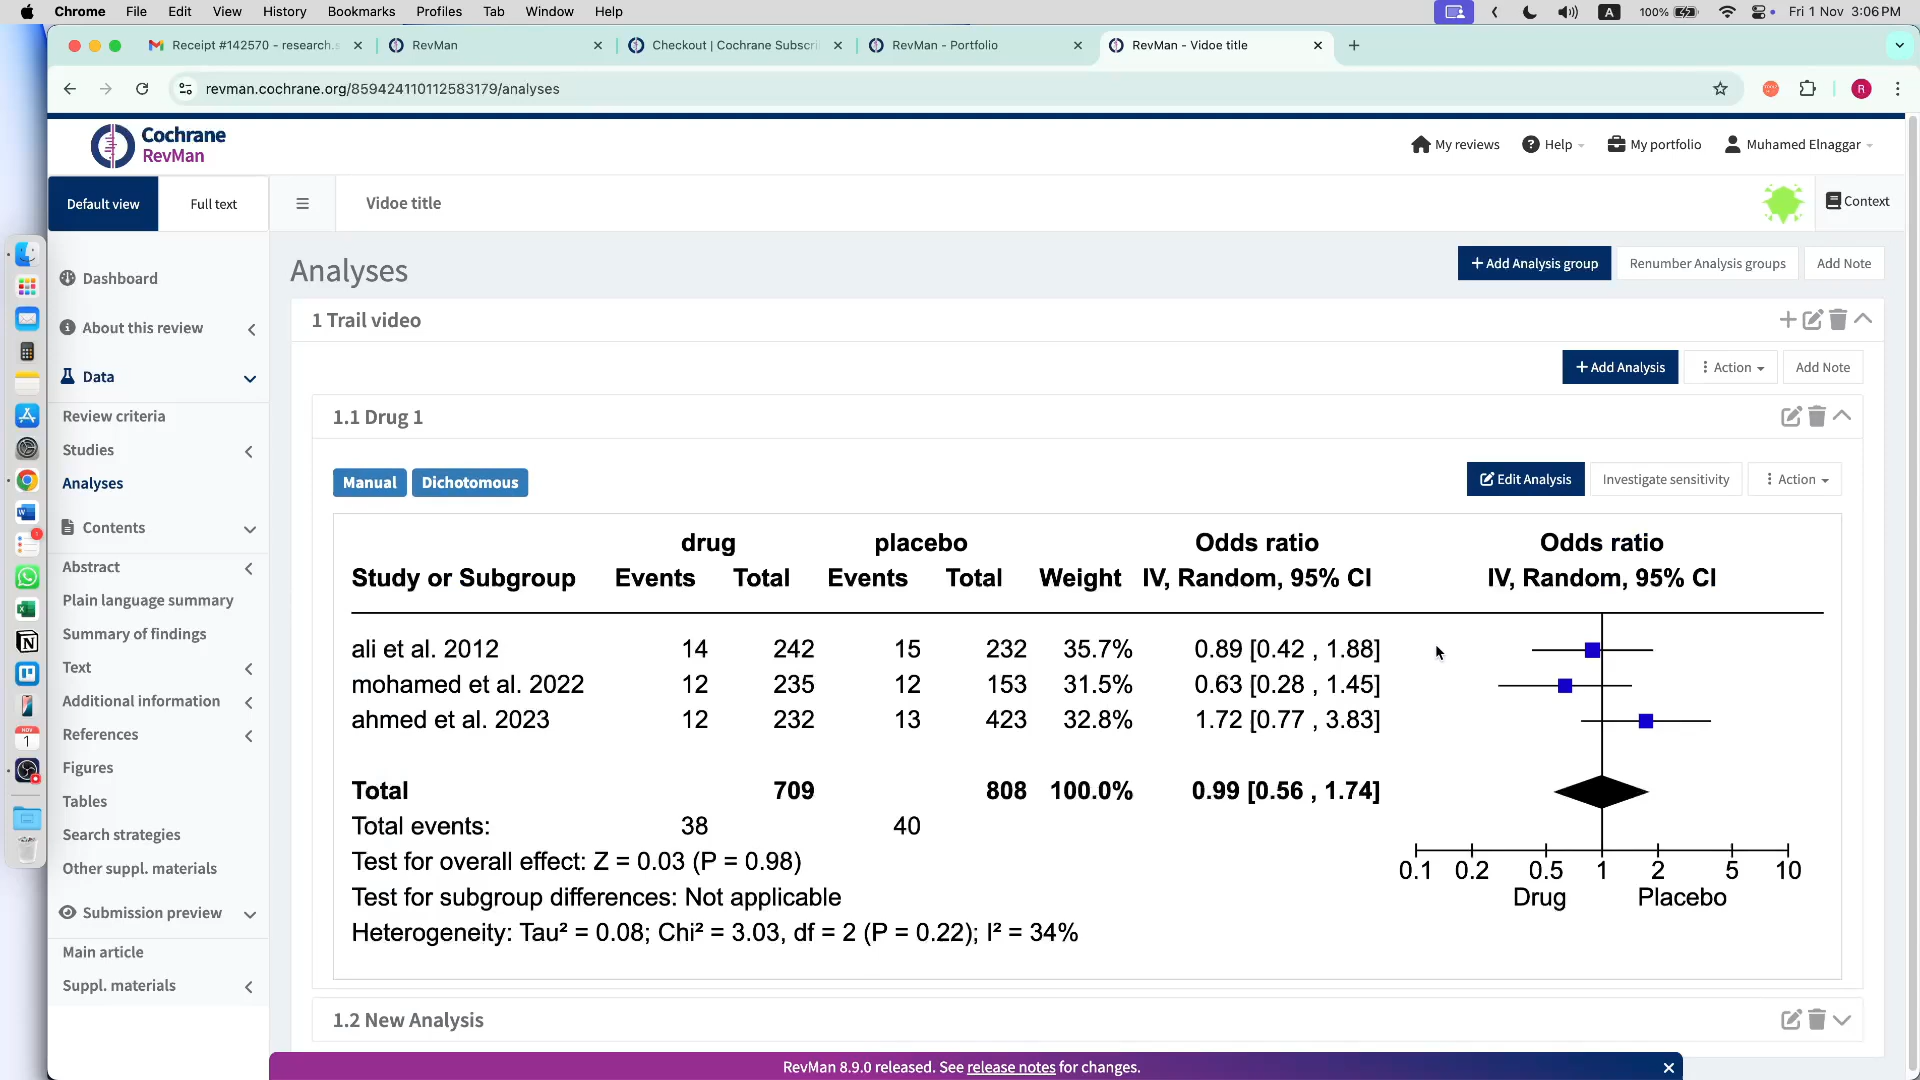 Chrome File Edit View History Bookmarks Profiles Tab Window Help A 100% Fri 1 Nov 3:06 PM
Receipt #142570 - research.s RevMan Checkout | Cochrane Subscri RevMan - Portfolio RevMan - Vidoe title
revman.cochrane.org/859424110112583179/analyses R
Cochrane
RevMan
My reviews Help My portfolio Muhamed Elnaggar
Default view Full text Vidoe title Context
Dashboard
About this review
Data
Review criteria
Studies
Analyses
Contents
Abstract
Plain language summary
Summary of findings
Text
Additional information
References
Figures
Tables
Search strategies
Other suppl. materials
Submission preview
Main article
Suppl. materials
Analyses
+ Add Analysis group Renumber Analysis groups Add Note
1 Trail video
+ Add Analysis Action Add Note
1.1 Drug 1
Manual Dichotomous Edit Analysis Investigate sensitivity Action
drug placebo Odds ratio Odds ratio
Study or Subgroup Events Total Events Total Weight IV, Random, 95% CI IV, Random, 95% CI
ali et al. 2012 14 242 15 232 35.7% 0.89 [0.42 , 1.88]
mohamed et al. 2022 12 235 12 153 31.5% 0.63 [0.28 , 1.45]
ahmed et al. 2023 12 232 13 423 32.8% 1.72 [0.77 , 3.83]
Total 709 808 100.0% 0.99 [0.56 , 1.74]
Total events: 38 40
Test for overall effect: Z = 0.03 (P = 0.98)
Test for subgroup differences: Not applicable
Heterogeneity: Tau² = 0.08; Chi² = 3.03, df = 2 (P = 0.22); I² = 34%
0.1 0.2 0.5 1 2 5 10
Drug Placebo
1.2 New Analysis
RevMan 8.9.0 released. See release notes for changes.